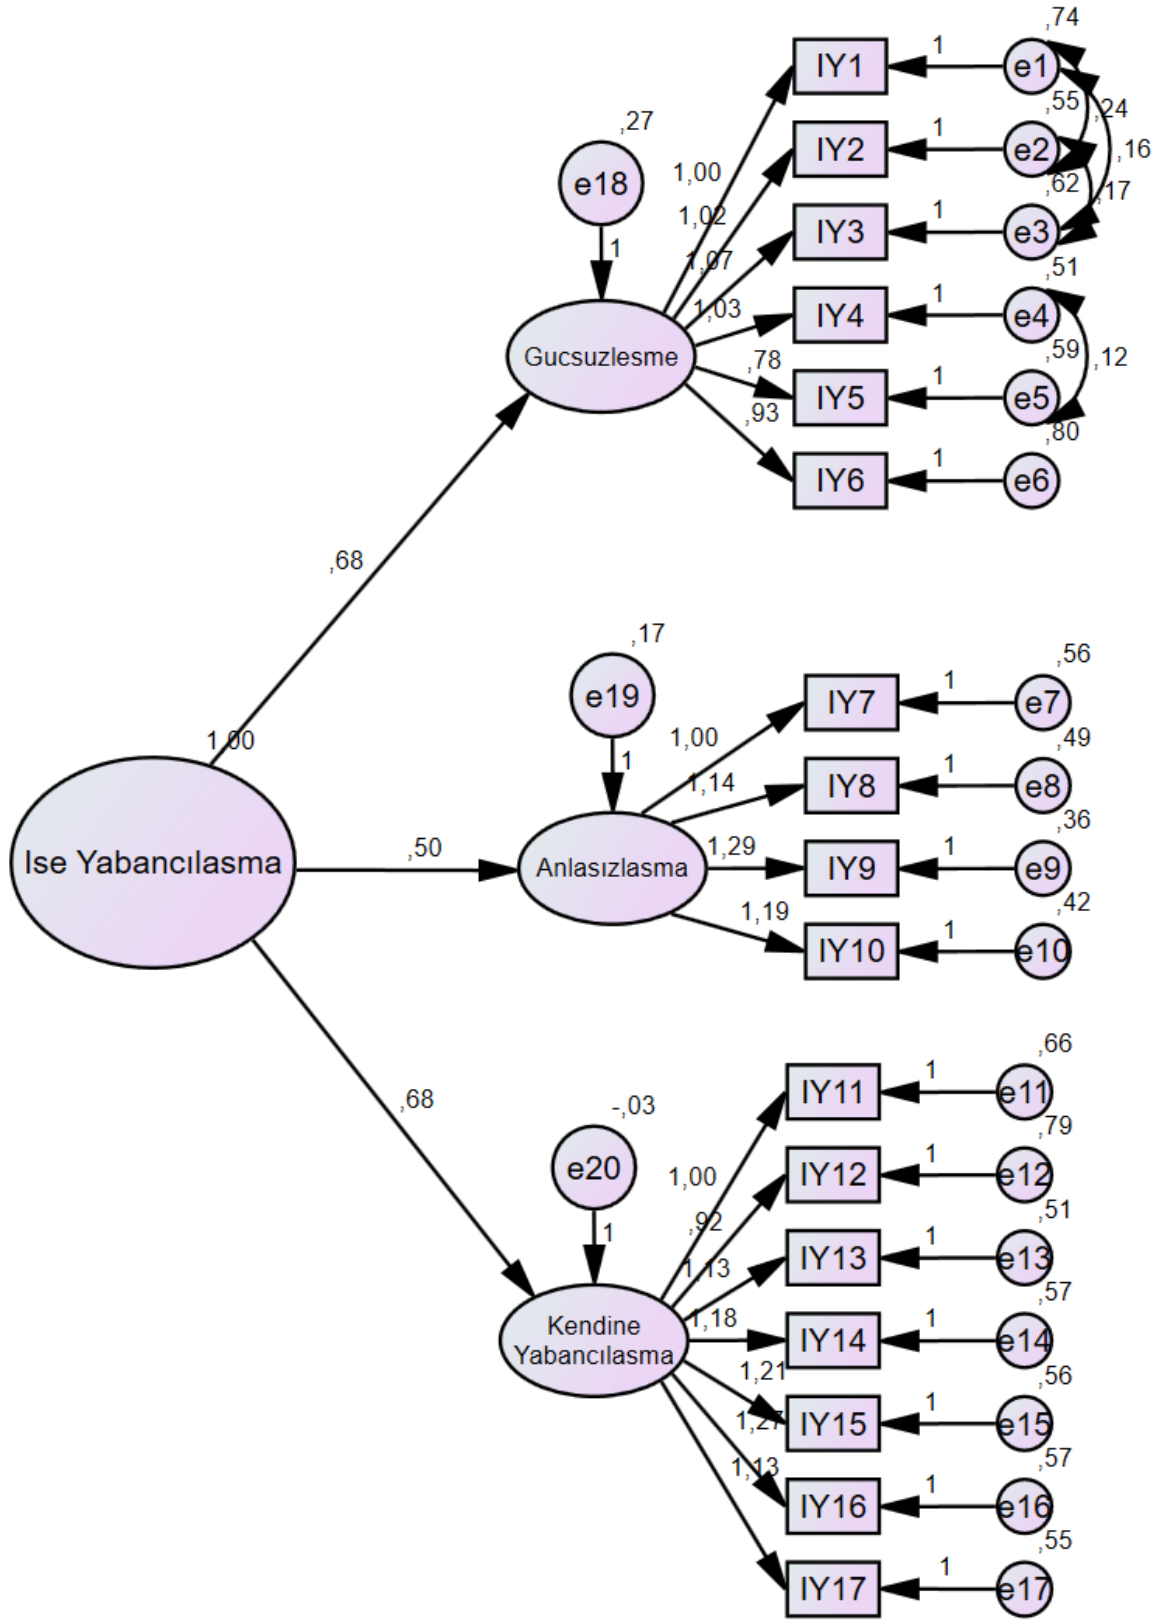 ,74
1
IY1
e1
,55
,24
,27
1
IY2
e2
,16
e18
1,00
,62
,17
1,02
1
IY3
e3
1
1,07
,51
1,03
1
IY4
e4
Gucsuzlesme
,78
,59
,12
1
IY5
e5
,93
,80
1
IY6
e6
,68
,17
,56
e19
1
IY7
e7
1,00
,49
1
1,14
1
IY8
e8
1,00
,36
,50
1,29
1
Ise Yabancılasma
Anlasızlasma
IY9
e9
1,19
,42
1
IY10
e10
,66
1
IY11
e11
,68
-,03
,79
e20
1,00
1
IY12
e12
,92
,51
1
1,13
1
IY13
e13
,57
1,18
1
Kendine
Yabancılasma
IY14
e14
1,21
,56
1
1,27
IY15
e15
1,13
,57
1
IY16
e16
,55
1
IY17
e17